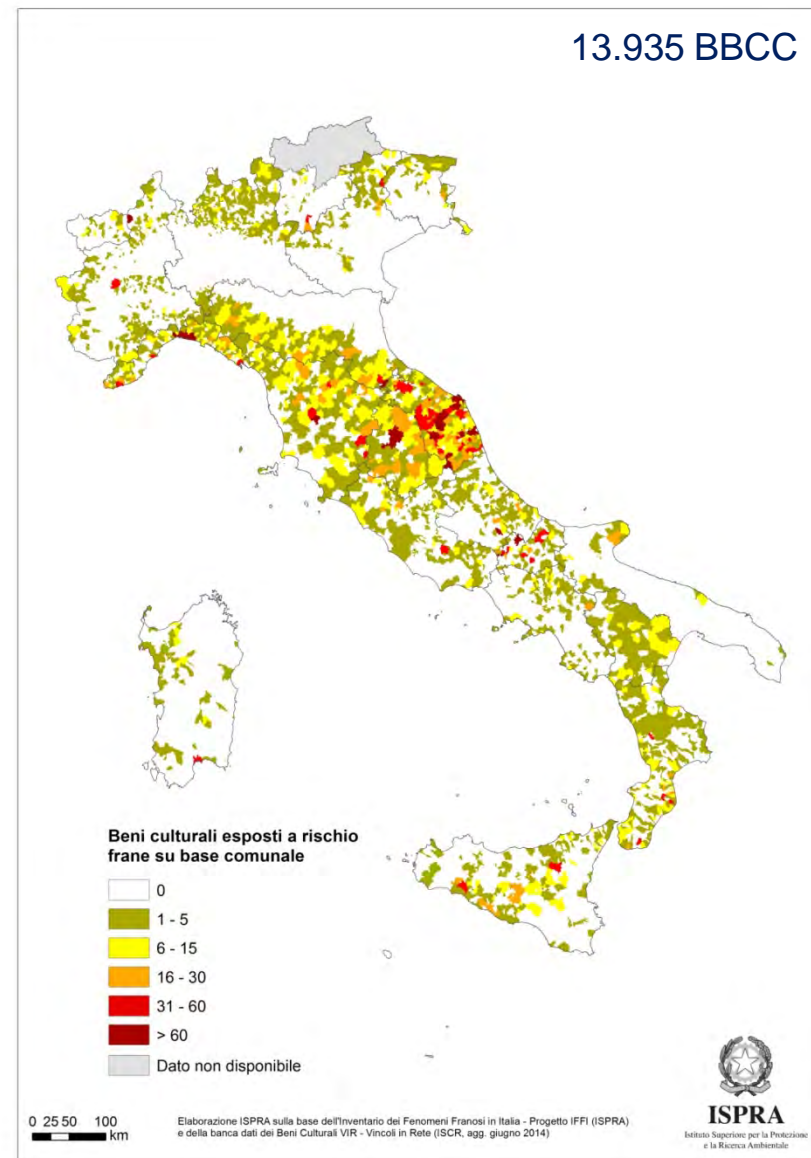 13.935 BBCC
Beni culturali esposti a rischio
frane su base comunale
0
1 - 5
6 - 15
16 - 30
31 - 60
> 60
Dato non disponibile
0 25 50 100
km
Elaborazione ISPRA sulla base dell'Inventario dei Fenomeni Franosi in Italia - Progetto IFFI (ISPRA)
e della banca dati dei Beni Culturali VIR - Vincoli in Rete (ISCR, agg. giugno 2014)
ISPRA
Istituto Superiore per la Protezione
e la Ricerca Ambientale